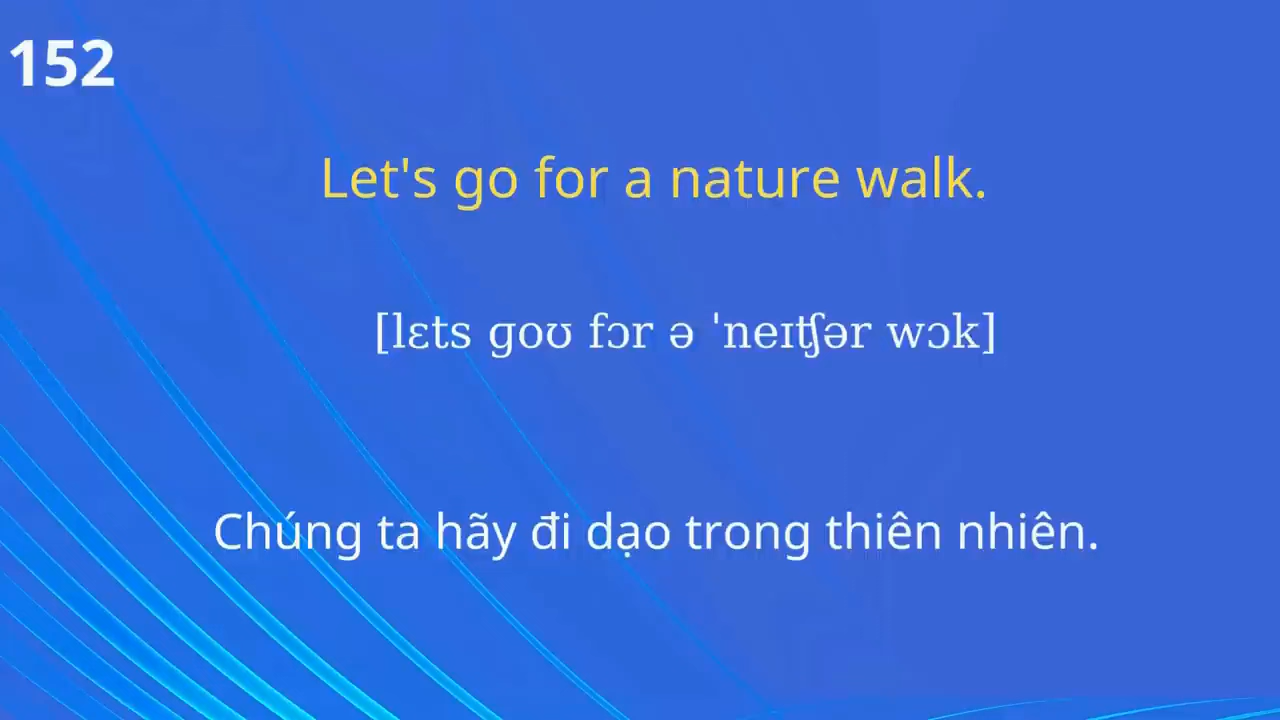 152
Let's go for a nature walk.
[lɛts ɡoʊ fɔr ə ˈneɪʧər wɔk]
Chúng ta hãy đi dạo trong thiên nhiên.